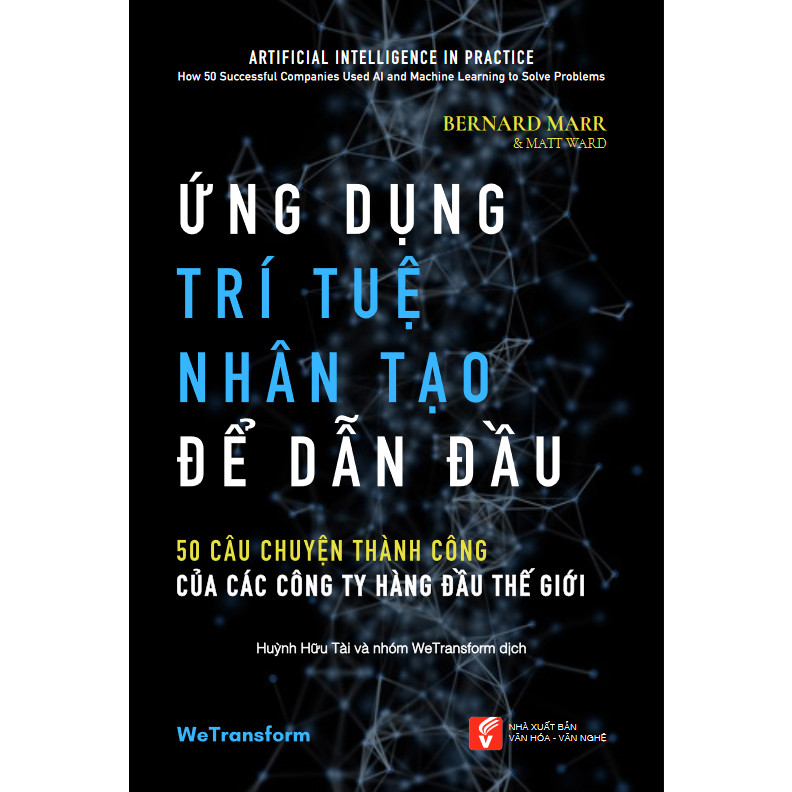 ARTIFICIAL INTELLIGENCE IN PRACTICE
How 50 Successful Companies Used AI and Machine Learning to Solve Problems
BERNARD MARR
& MATT WARD
ỨNG DỤNG
TRÍ TUỆ
NHÂN TẠO
ĐỂ DẪN ĐẦU
50 CÂU CHUYỆN THÀNH CÔNG
CỦA CÁC CÔNG TY HÀNG ĐẦU THẾ GIỚI
Huỳnh Hữu Tài và nhóm WeTransform dịch
WeTransform
NHÀ XUẤT BẢN
VĂN HÓA - VĂN NGHỆ